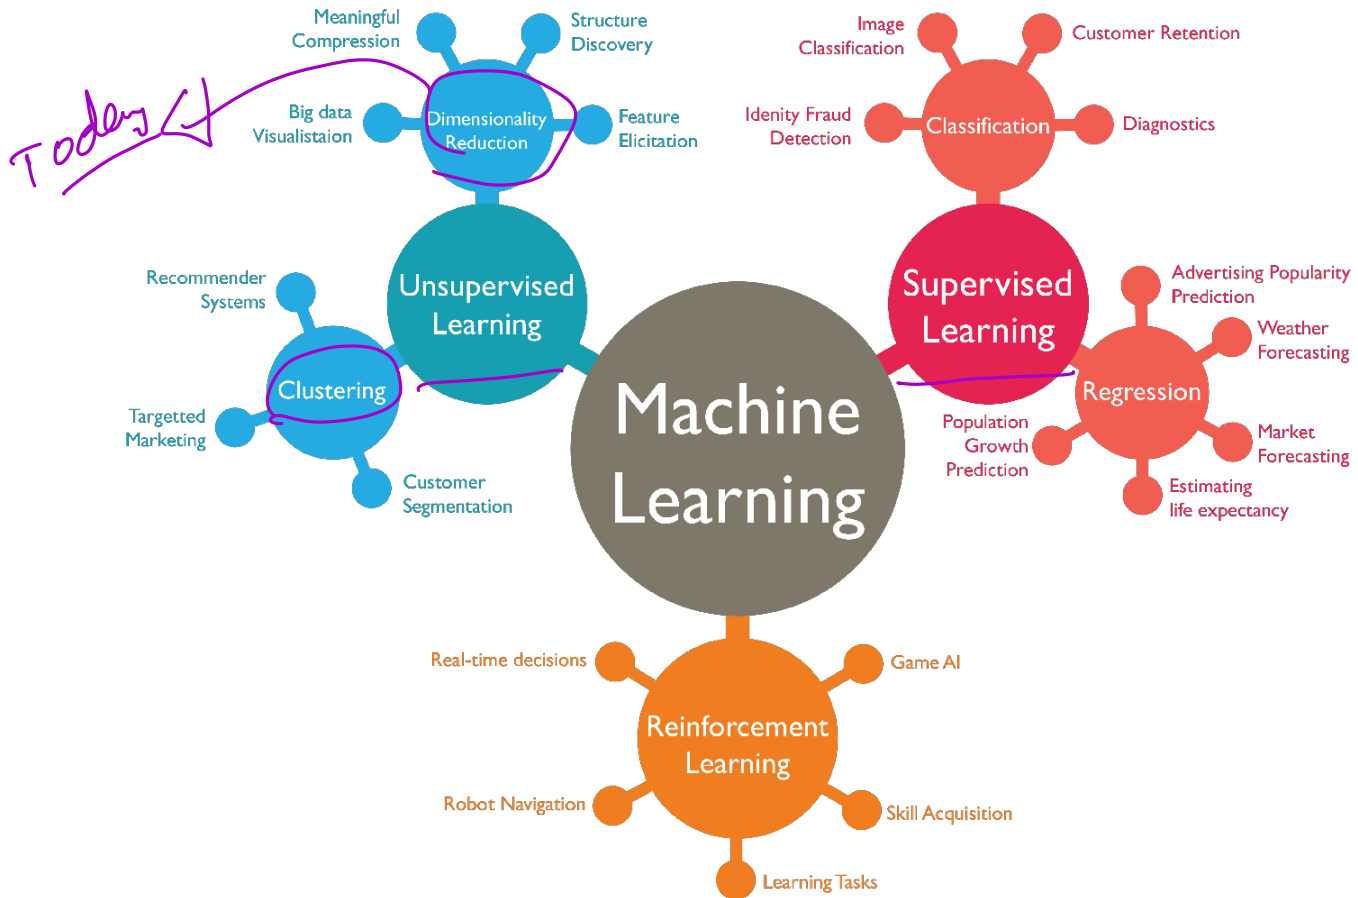 Meaningful
Compression
Structure
Discovery
Big data
Visualistaion
Dimensionality
Reduction
Feature
Elicitation
Today
Image
Classification
Customer Retention
Idenity Fraud
Detection
Classification
Diagnostics
Unsupervised
Learning
Supervised
Learning
Recommender
Systems
Clustering
Targetted
Marketing
Customer
Segmentation
Machine
Learning
Advertising Popularity
Prediction
Weather
Forecasting
Regression
Population
Growth
Prediction
Market
Forecasting
Estimating
life expectancy
Real-time decisions
Game AI
Reinforcement
Learning
Robot Navigation
Skill Acquisition
Learning Tasks